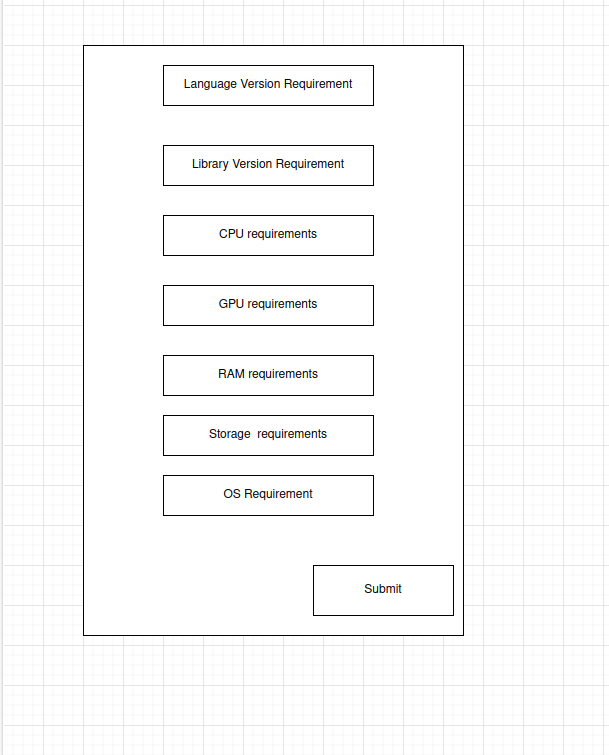 Language Version Requirement
Library Version Requirement
CPU requirements
GPU requirements
RAM requirements
Storage  requirements
OS Requirement
Submit